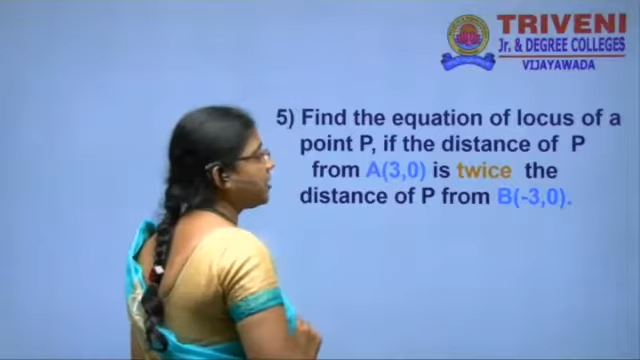 TRIVENI
Jr. & DEGREE COLLEGES
VIJAYAWADA
5) Find the equation of locus of a
point P, if the distance of P
from A(3,0) is twice the
distance of P from B(-3,0).